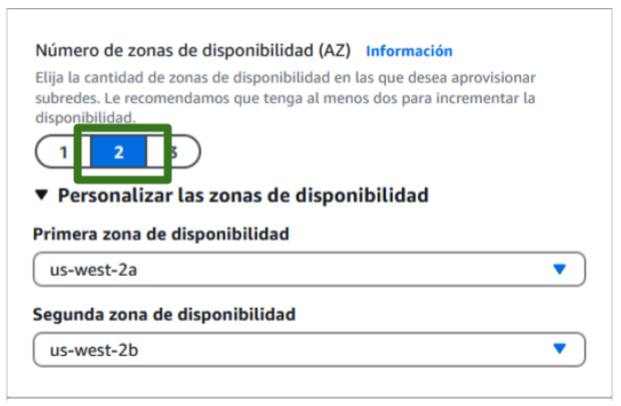 Número de zonas de disponibilidad (AZ) Información
Elija la cantidad de zonas de disponibilidad en las que desea aprovisionar
subredes. Le recomendamos que tenga al menos dos para incrementar la
disponibilidad.
1 2 3
▼ Personalizar las zonas de disponibilidad
Primera zona de disponibilidad
us-west-2a
Segunda zona de disponibilidad
us-west-2b